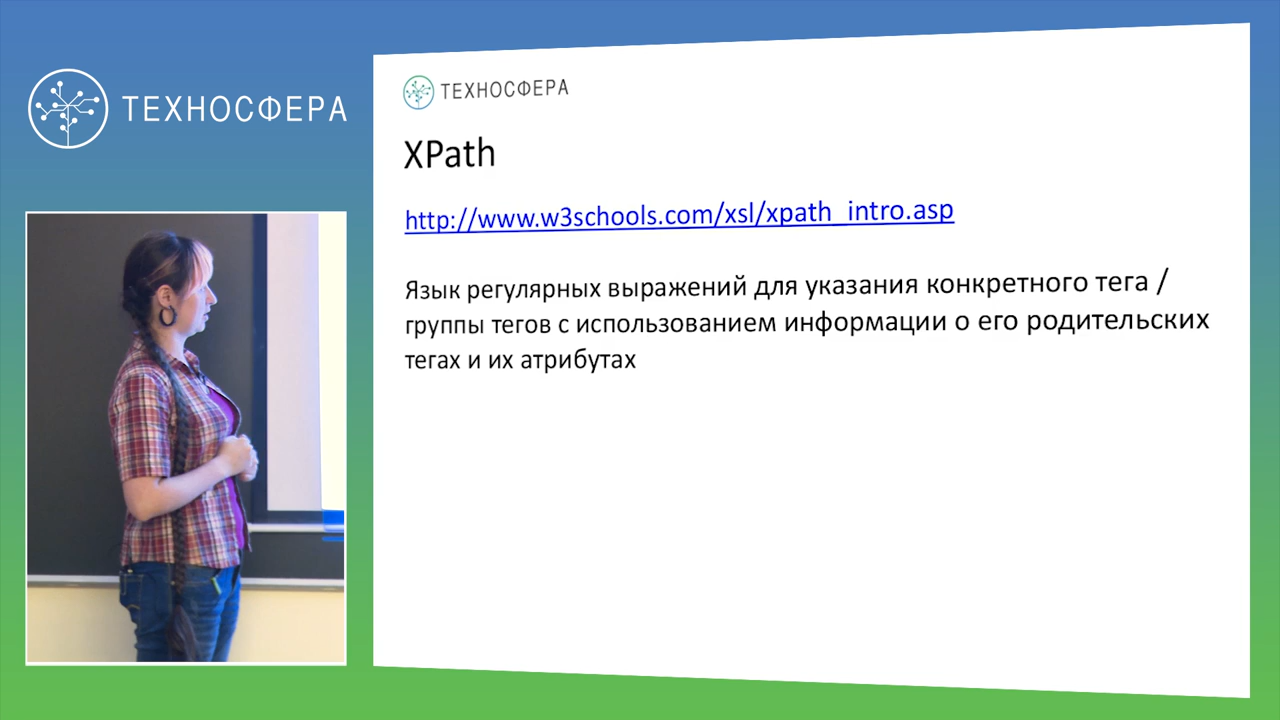 ТЕХНОСФЕРА
ТЕХНОСФЕРА
XPath
http://www.w3schools.com/xsl/xpath_intro.asp
Язык регулярных выражений для указания конкретного тега /
группы тегов с использованием информации о его родительских
тегах и их атрибутах